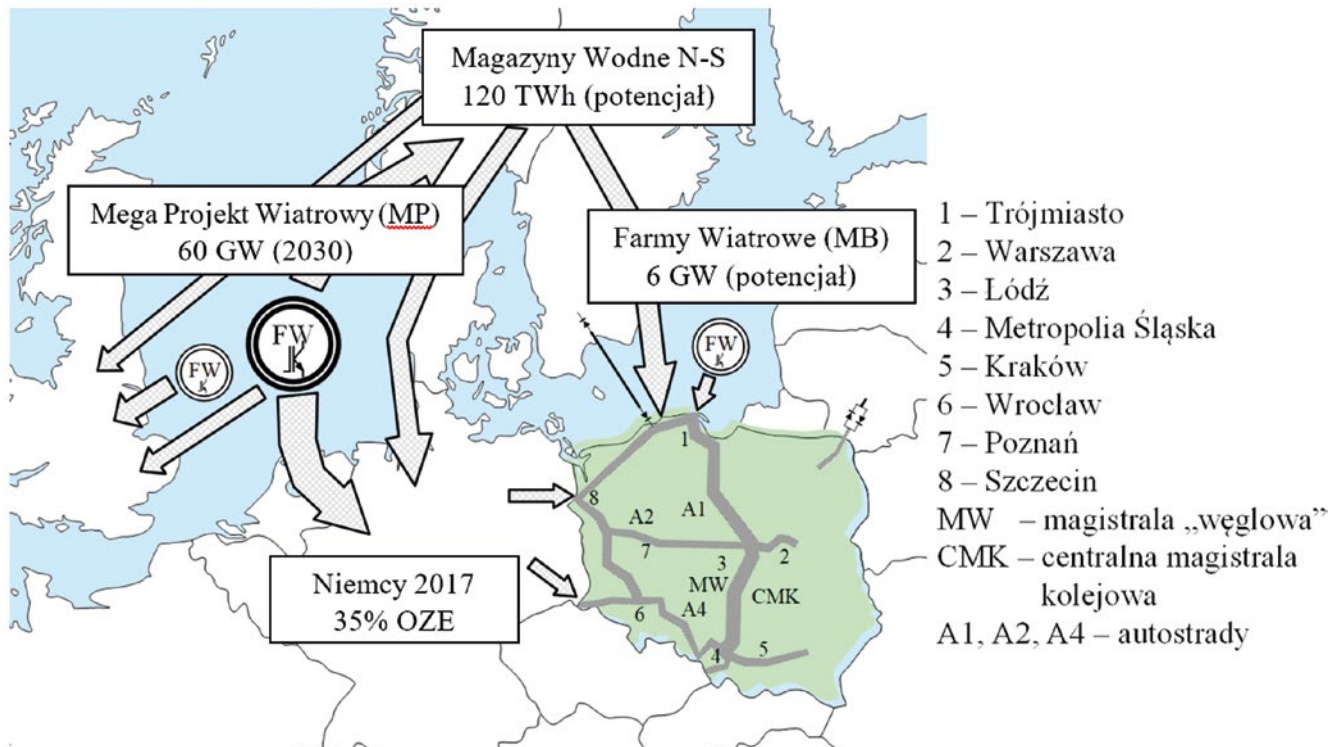 Magazyny Wodne N-S
120 TWh (potencjał)
Mega Projekt Wiatrowy (MP)
60 GW (2030)
Farmy Wiatrowe (MB)
6 GW (potencjał)
FW
FW
FW
Niemcy 2017
35% OZE
1
8
A2
A1
7
3
2
MW
CMK
6
A4
4
5
1 – Trójmiasto
2 – Warszawa
3 – Łódź
4 – Metropolia Śląska
5 – Kraków
6 – Wrocław
7 – Poznań
8 – Szczecin
MW – magistrala „węglowa”
CMK – centralna magistrala
kolejowa
A1, A2, A4 – autostrady